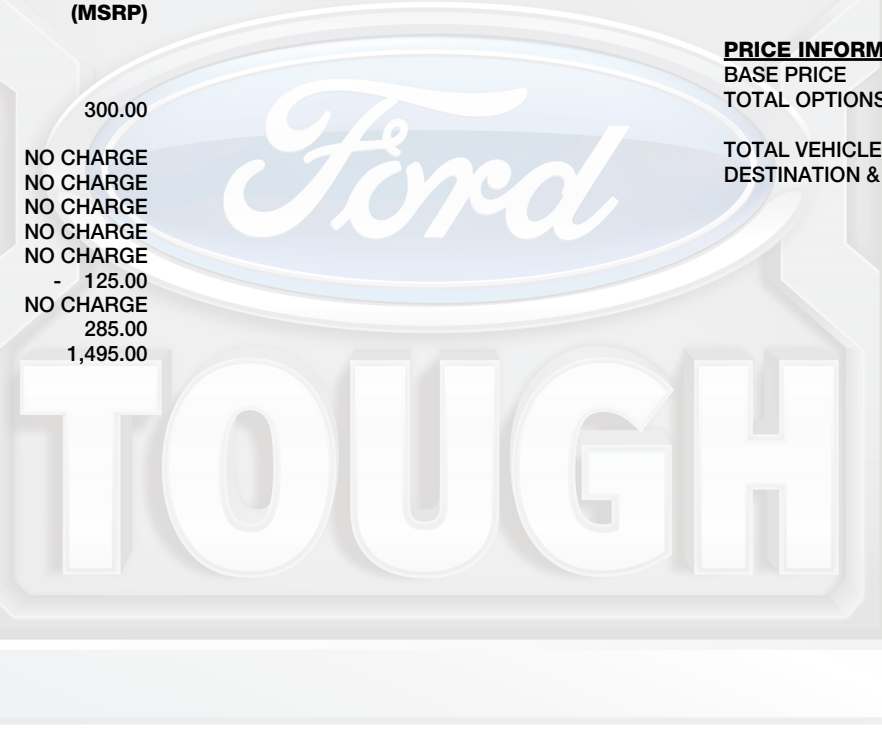 (MSRP)
300.00
NO CHARGE
NO CHARGE
NO CHARGE
NO CHARGE
NO CHARGE
- 125.00
NO CHARGE
285.00
1,495.00
PRICE INFORM
BASE PRICE
TOTAL OPTIONS
TOTAL VEHICLE
DESTINATION &
Ford
TOUGH